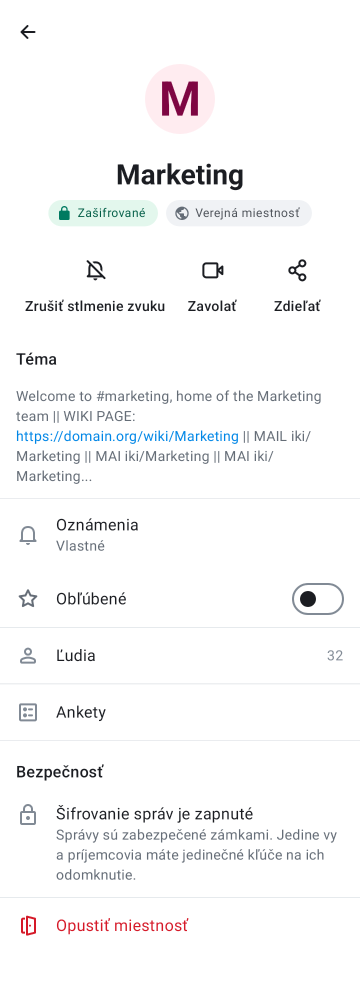 M
Marketing
Zašifrované
Verejná miestnosť
Zrušiť stlmenie zvuku
Zavolať
Zdieľať
Téma
Welcome to #marketing, home of the Marketing
team || WIKI PAGE:
https://domain.org/wiki/Marketing || MAIL iki/
Marketing || MAI iki/Marketing || MAI iki/
Marketing...
Oznámenia
Vlastné
Obľúbené
Ľudia
32
Ankety
Bezpečnosť
Šifrovanie správ je zapnuté
Správy sú zabezpečené zámkami. Jedine vy
a príjemcovia máte jedinečné kľúče na ich
odomknutie.
Opustiť miestnosť